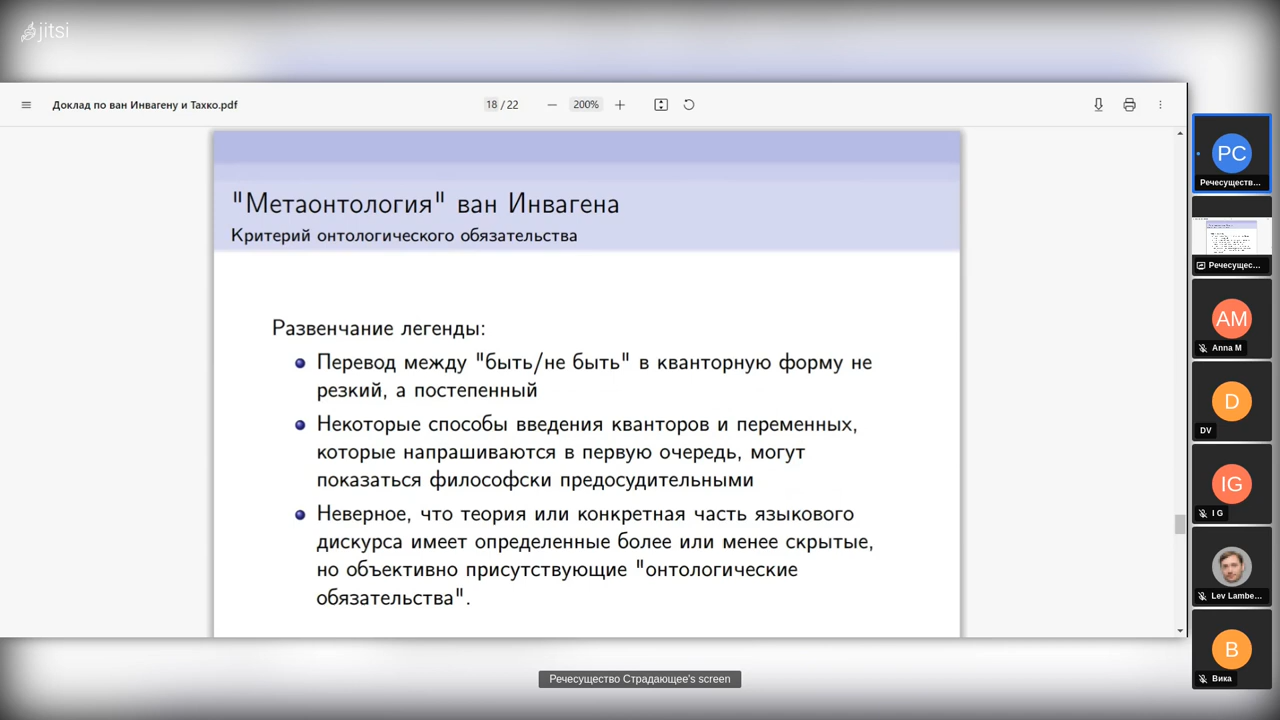 jitsi
Доклад по ван Инвагену и Тахко.pdf
18 / 22
200%
"Метаонтология" ван Инвагена
Критерий онтологического обязательства
Развенчание легенды:
Перевод между "быть/не быть" в кванторную форму не
резкий, а постепенный
Некоторые способы введения кванторов и переменных,
которые напрашиваются в первую очередь, могут
показаться философски предосудительными
Неверное, что теория или конкретная часть языкового
дискурса имеет определенные более или менее скрытые,
но объективно присутствующие "онтологические
обязательства".
PC
Речесуществ...
Речесущес...
AM
Anna M
D
DV
IG
I G
Lev Lambe...
В
Вика
Речесущество Страдающее's screen